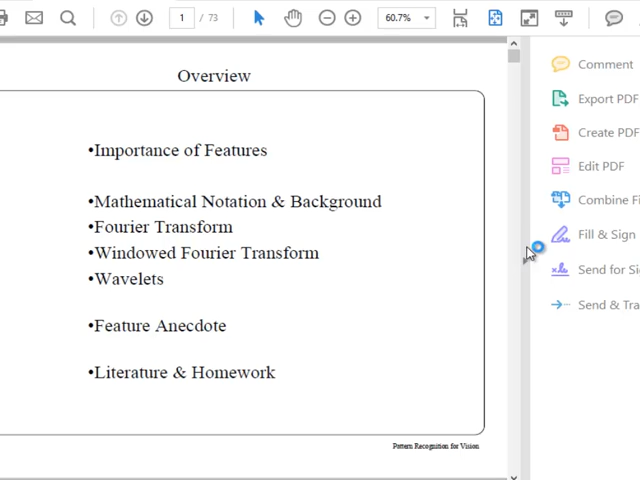 1 / 73
60.7%
Overview
•Importance of Features
•Mathematical Notation & Background
•Fourier Transform
•Windowed Fourier Transform
•Wavelets
•Feature Anecdote
•Literature & Homework
Pattern Recognition for Vision
Comment
Export PDF
Create PDF
Edit PDF
Combine Fi
Fill & Sign
Send for Si
Send & Tra